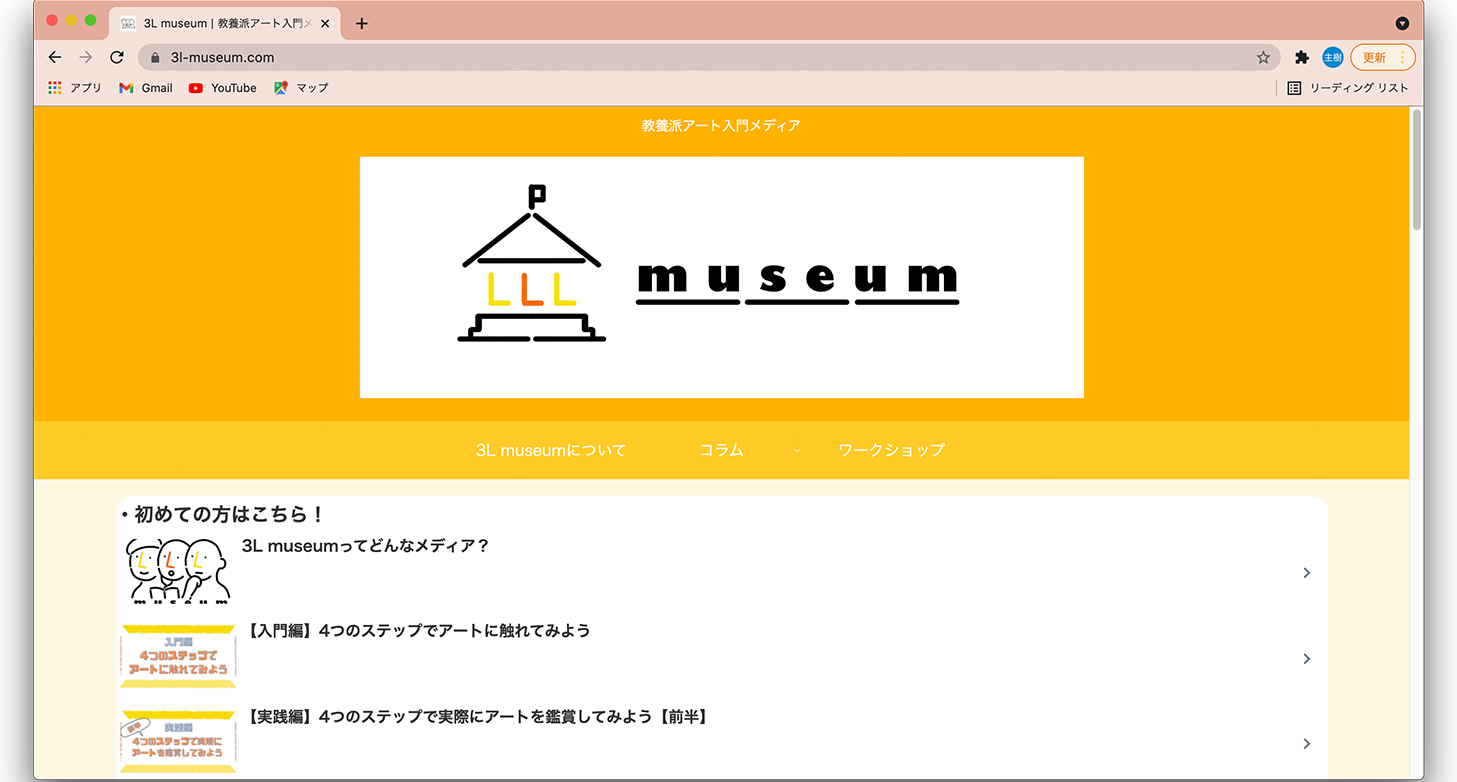 3L museum | 教養派アート入門メ
3l-museum.com
主樹
更新
アプリ
Gmail
YouTube
マップ
リーディング リスト
教養派アート入門メディア
LLL
museum
3L museumについて
コラム
ワークショップ
・初めての方はこちら！
3L museumってどんなメディア？
LLL
museum
【入門編】4つのステップでアートに触れてみよう
入門編
4つのステップで
アートに触れてみよう
【実践編】4つのステップで実際にアートを鑑賞してみよう【前半】
前半
実践編
4つのステップで実際に
アートを鑑賞してみよう